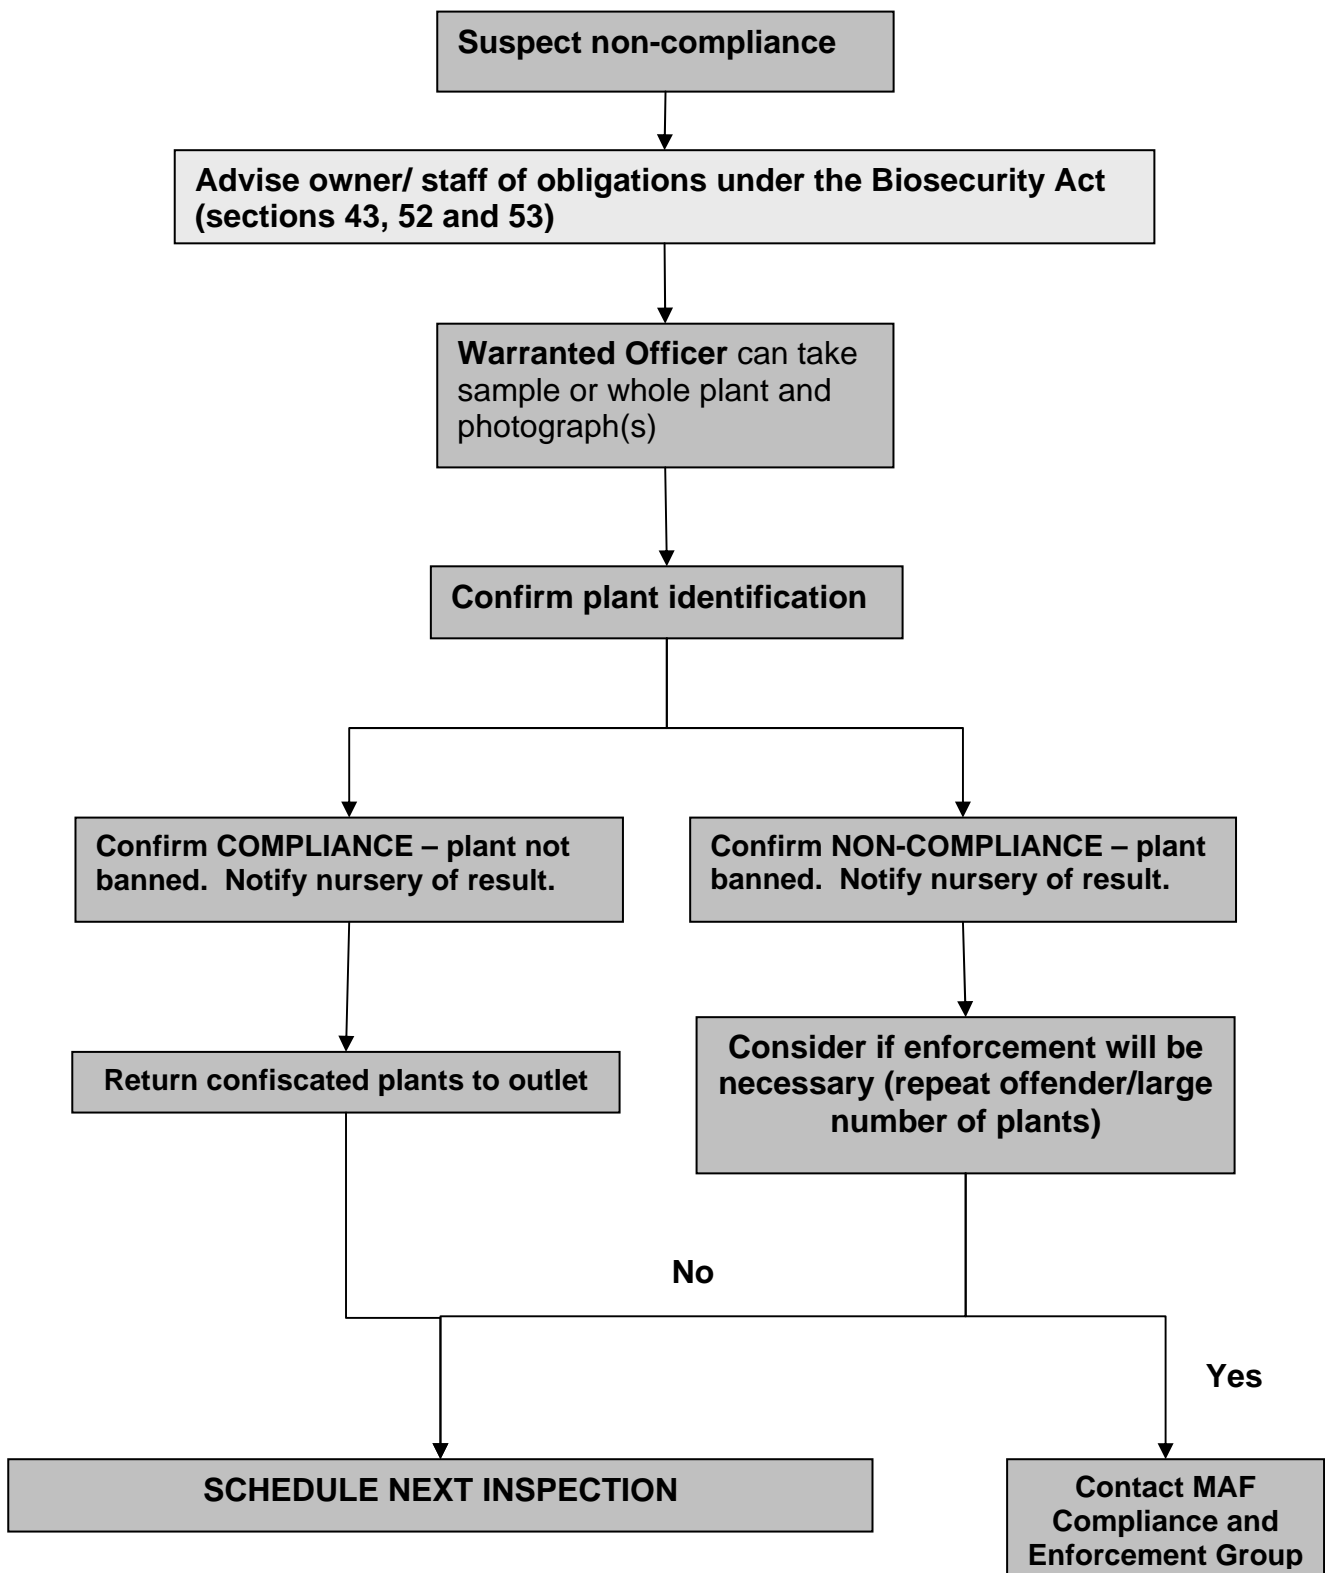 Suspect non-compliance
Advise owner/ staff of obligations under the Biosecurity Act
(sections 43, 52 and 53)
Warranted Officer can take
sample or whole plant and
photograph(s)
Confirm plant identification
Confirm COMPLIANCE – plant not
banned.  Notify nursery of result.
Confirm NON-COMPLIANCE – plant
banned.  Notify nursery of result.
Return confiscated plants to outlet
Consider if enforcement will be
necessary (repeat offender/large
number of plants)
No
Yes
SCHEDULE NEXT INSPECTION
Contact MAF
Compliance and
Enforcement Group